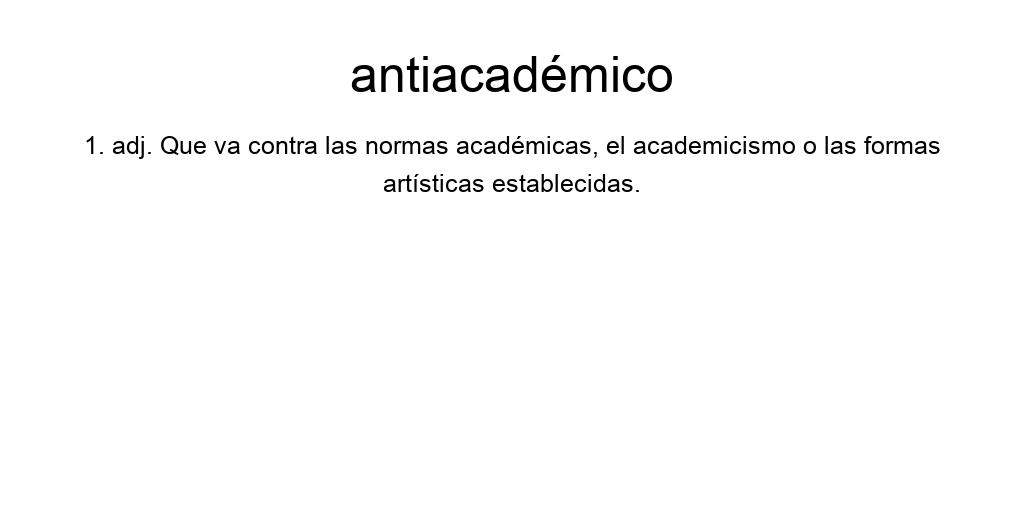 antiacadémico
1. adj. Que va contra las normas académicas, el academicismo o las formas
artísticas establecidas.